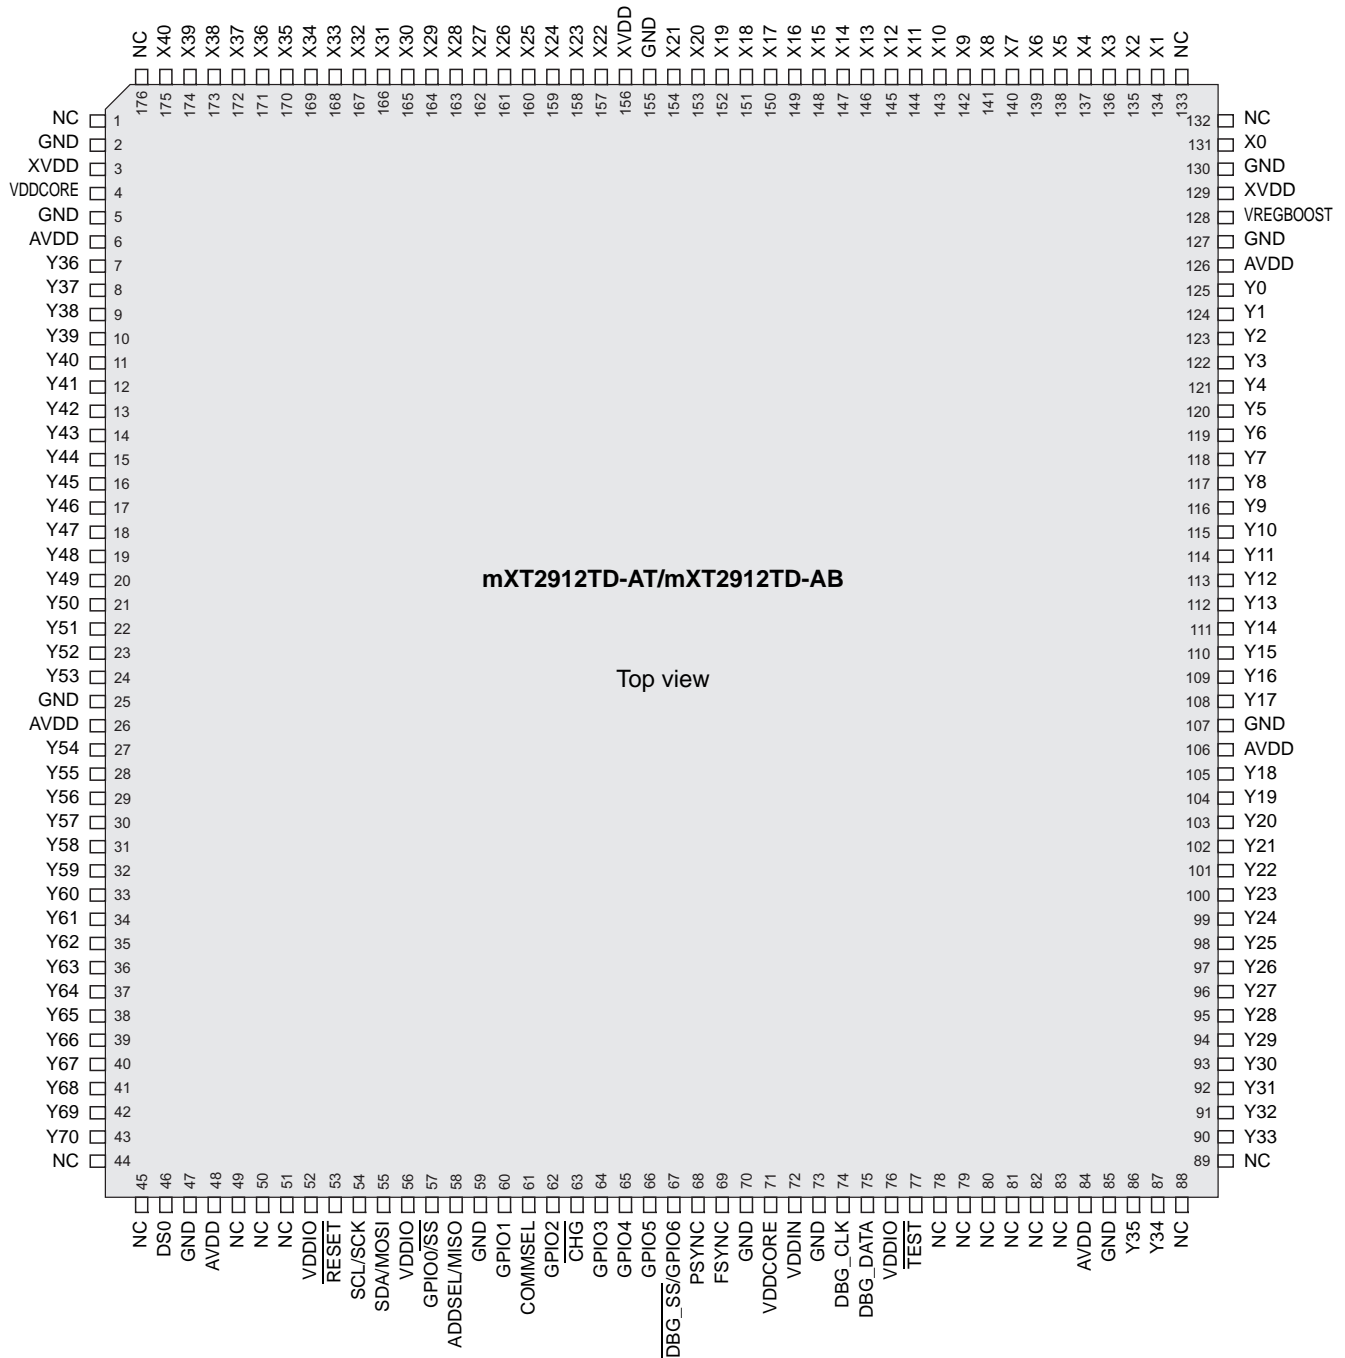 NC X40 X39 X38 X37 X36 X35 X34 X33 X32 X31 X30 X29 X28 X27 X26 X25 X24 X23 X22 XVDD GND X21 X20 X19 X18 X17 X16 X15 X14 X13 X12 X11 X10 X9 X8 X7 X6 X5 X4 X3 X2 X1 NC
176 175 174 173 172 171 170 169 168 167 166 165 164 163 162 161 160 159 158 157 156 155 154 153 152 151 150 149 148 147 146 145 144 143 142 141 140 139 138 137 136 135 134 133
NC 1 132 NC
GND 2 131 X0
XVDD 3 130 GND
VDDCORE 4 129 XVDD
GND 5 128 VREGBOOST
AVDD 6 127 GND
Y36 7 126 AVDD
Y37 8 125 Y0
Y38 9 124 Y1
Y39 10 123 Y2
Y40 11 122 Y3
Y41 12 121 Y4
Y42 13 120 Y5
Y43 14 119 Y6
Y44 15 118 Y7
Y45 16 117 Y8
Y46 17 116 Y9
Y47 18 115 Y10
Y48 19 114 Y11
Y49 20 mXT2912TD-AT/mXT2912TD-AB 113 Y12
Y50 21 112 Y13
Y51 22 111 Y14
Y52 23 110 Y15
Y53 24 Top view 109 Y16
GND 25 108 Y17
AVDD 26 107 GND
Y54 27 106 AVDD
Y55 28 105 Y18
Y56 29 104 Y19
Y57 30 103 Y20
Y58 31 102 Y21
Y59 32 101 Y22
Y60 33 100 Y23
Y61 34 99 Y24
Y62 35 98 Y25
Y63 36 97 Y26
Y64 37 96 Y27
Y65 38 95 Y28
Y66 39 94 Y29
Y67 40 93 Y30
Y68 41 92 Y31
Y69 42 91 Y32
Y70 43 90 Y33
NC 44 89 NC
45 46 47 48 49 50 51 52 53 54 55 56 57 58 59 60 61 62 63 64 65 66 67 68 69 70 71 72 73 74 75 76 77 78 79 80 81 82 83 84 85 86 87 88
NC DS0 GND AVDD NC NC NC VDDIO RESET SCL/SCK SDA/MOSI VDDIO GPIO0/SS ADDSEL/MISO GND GPIO1 COMMSEL GPIO2 CHG GPIO3 GPIO4 GPIO5 DBG_SS/GPIO6 PSYNC FSYNC GND VDDCORE VDDIN GND DBG_CLK DBG_DATA VDDIO TEST NC NC NC NC NC NC AVDD GND Y35 Y34 NC